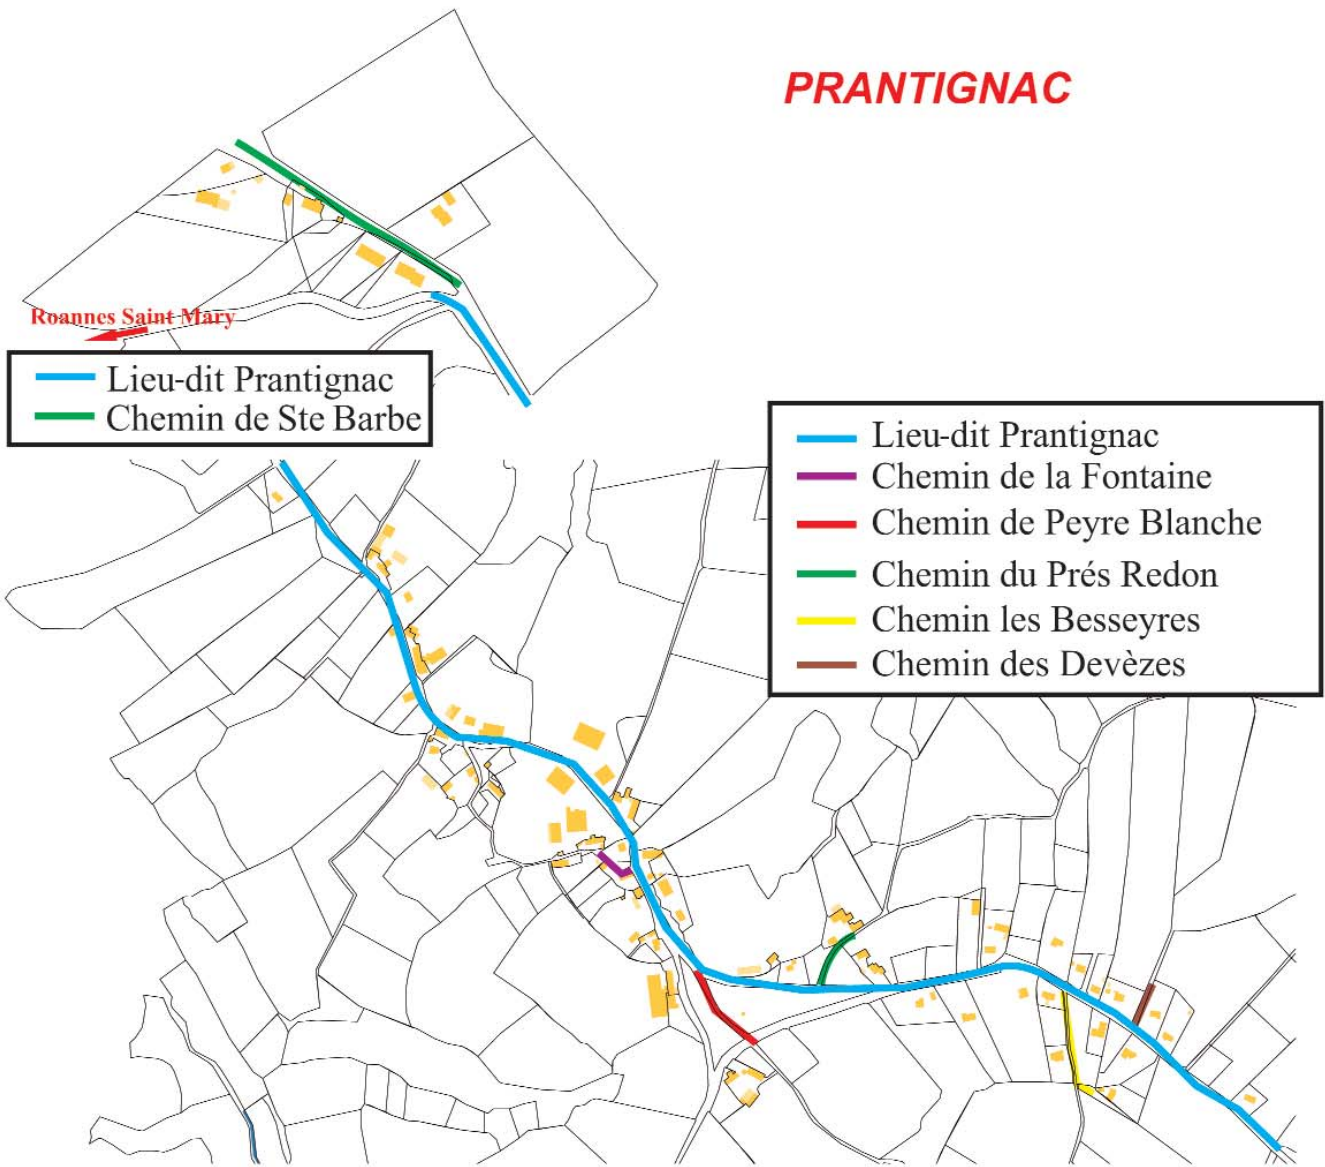 PRANTIGNAC
Roannes Saint Mary
Lieu-dit Prantignac
Chemin de Ste Barbe
Lieu-dit Prantignac
Chemin de la Fontaine
Chemin de Peyre Blanche
Chemin du Prés Redon
Chemin les Besseyres
Chemin des Devèzes